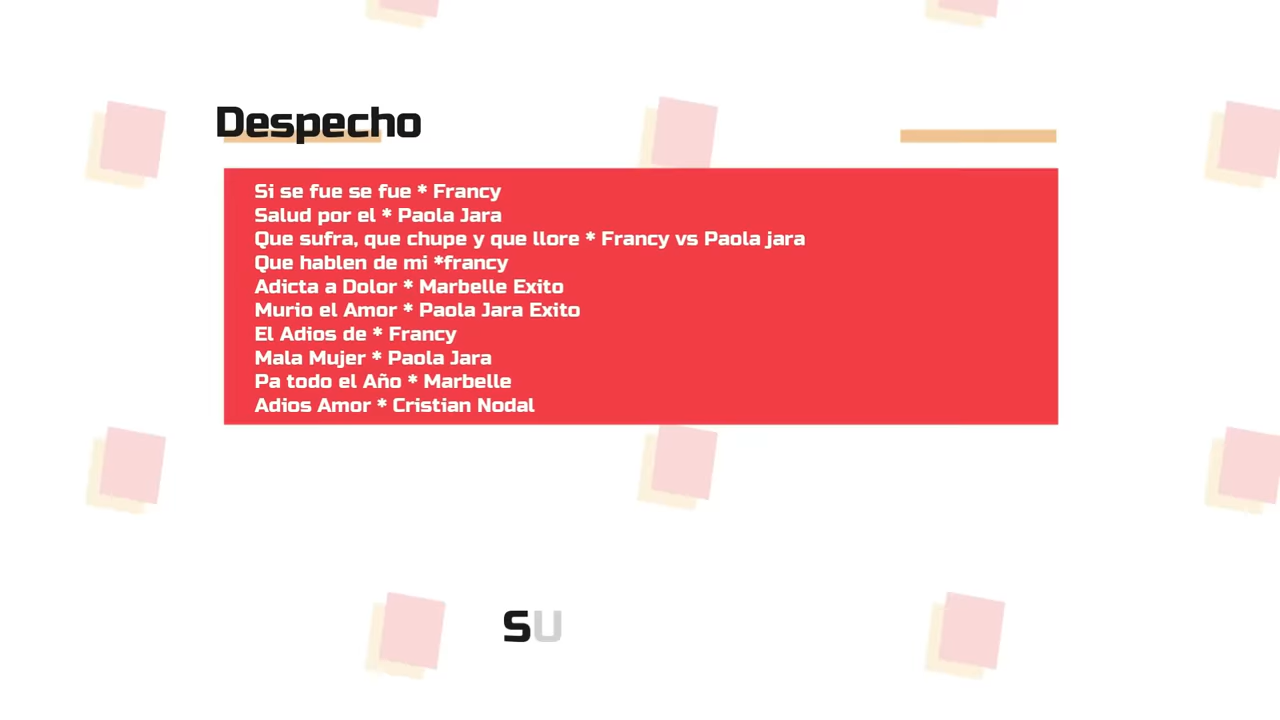 Despecho
Si se fue se fue * Francy
Salud por el * Paola Jara
Que sufra, que chupe y que llore * Francy vs Paola jara
Que hablen de mi *francy
Adicta a Dolor * Marbelle Exito
Murio el Amor * Paola Jara Exito
El Adios de * Francy
Mala Mujer * Paola Jara
Pa todo el Año * Marbelle
Adios Amor * Cristian Nodal
SU